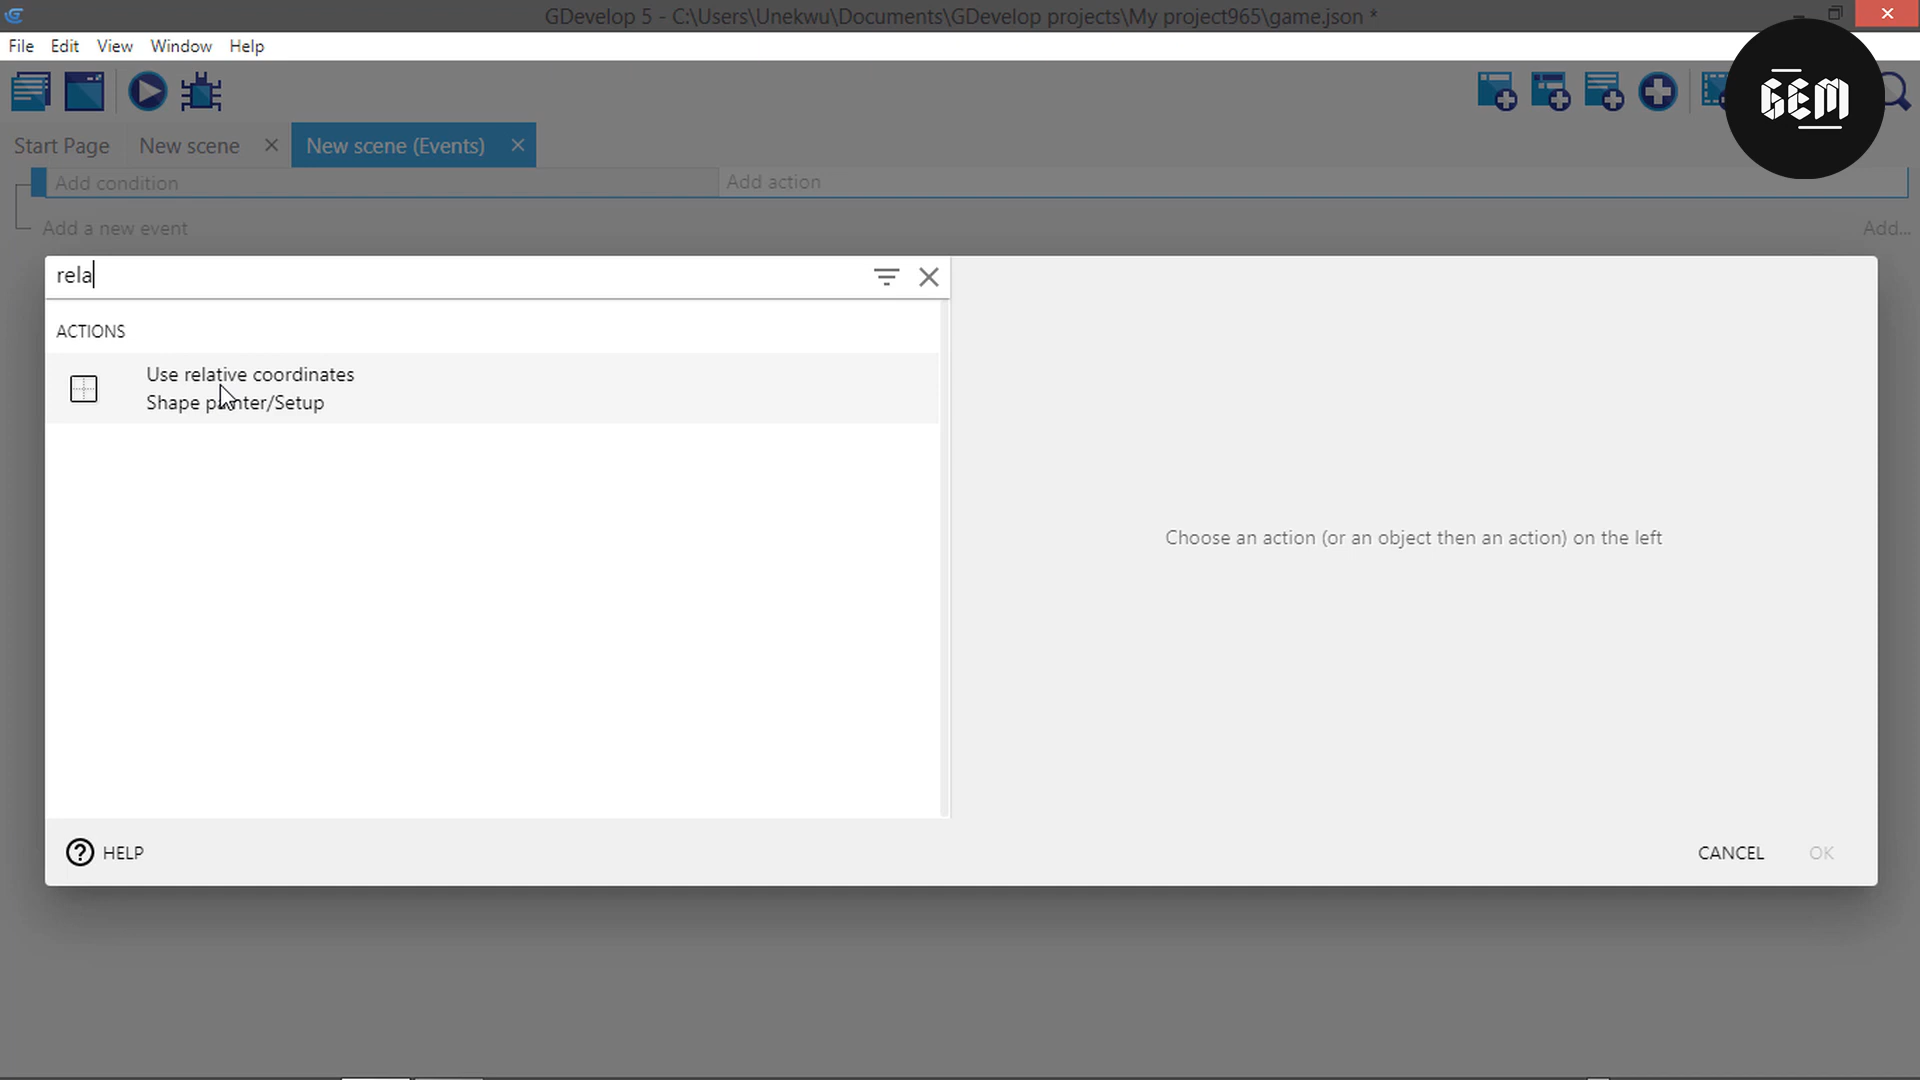 GDevelop 5 - C:\Users\Unekwu\Documents\GDevelop projects\My project965\game.json *
File Edit View Window Help
GEM
Start Page New scene New scene (Events)
Add condition Add action
Add a new event Add...
rela
ACTIONS
Use relative coordinates
Shape painter/Setup
Choose an action (or an object then an action) on the left
HELP CANCEL OK